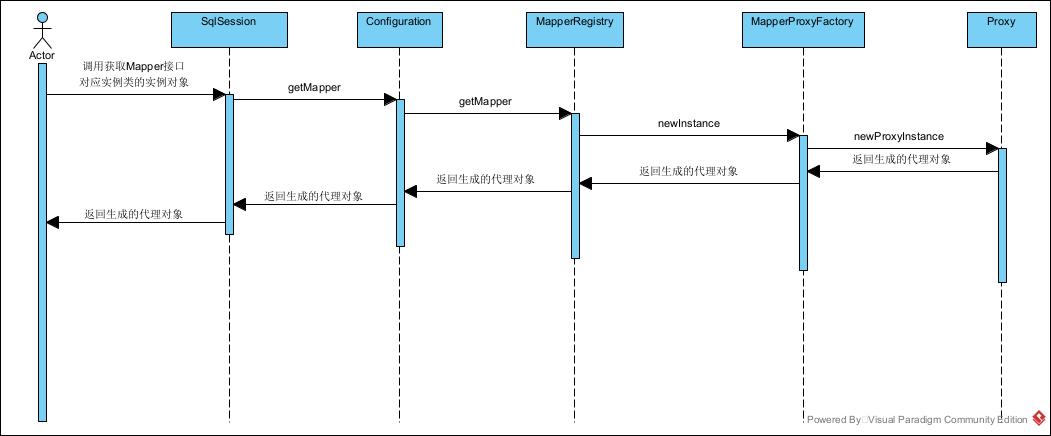 SqlSession
Configuration
MapperRegistry
MapperProxyFactory
Proxy
Actor
调用获取Mapper接口
对应实例类的实例对象
getMapper
getMapper
newInstance
newProxyInstance
返回生成的代理对象
返回生成的代理对象
返回生成的代理对象
返回生成的代理对象
返回生成的代理对象
Powered By Visual Paradigm Community Edition